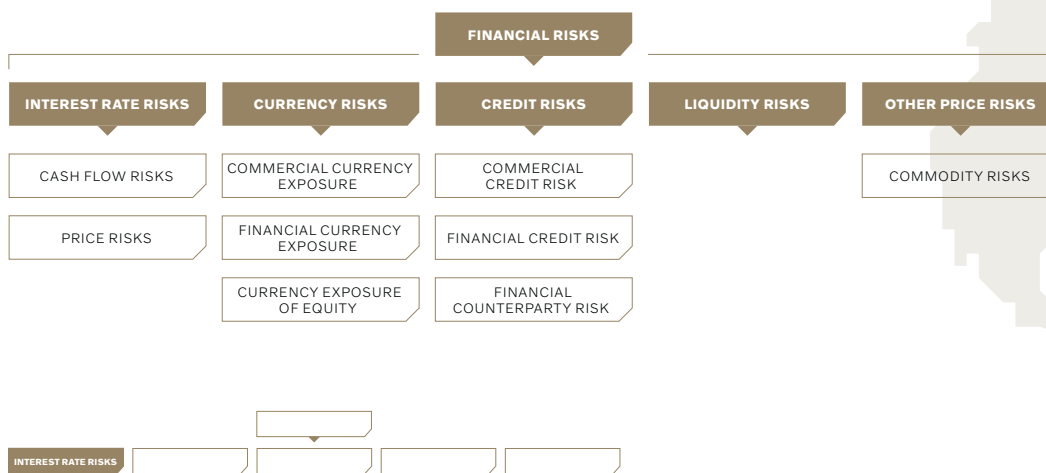 FINANCIAL RISKS
INTEREST RATE RISKS
CURRENCY RISKS
CREDIT RISKS
LIQUIDITY RISKS
OTHER PRICE RISKS
CASH FLOW RISKS
COMMERCIAL CURRENCY
EXPOSURE
COMMERCIAL
CREDIT RISK
COMMODITY RISKS
PRICE RISKS
FINANCIAL CURRENCY
EXPOSURE
FINANCIAL CREDIT RISK
CURRENCY EXPOSURE
OF EQUITY
FINANCIAL
COUNTERPARTY RISK
INTEREST RATE RISKS